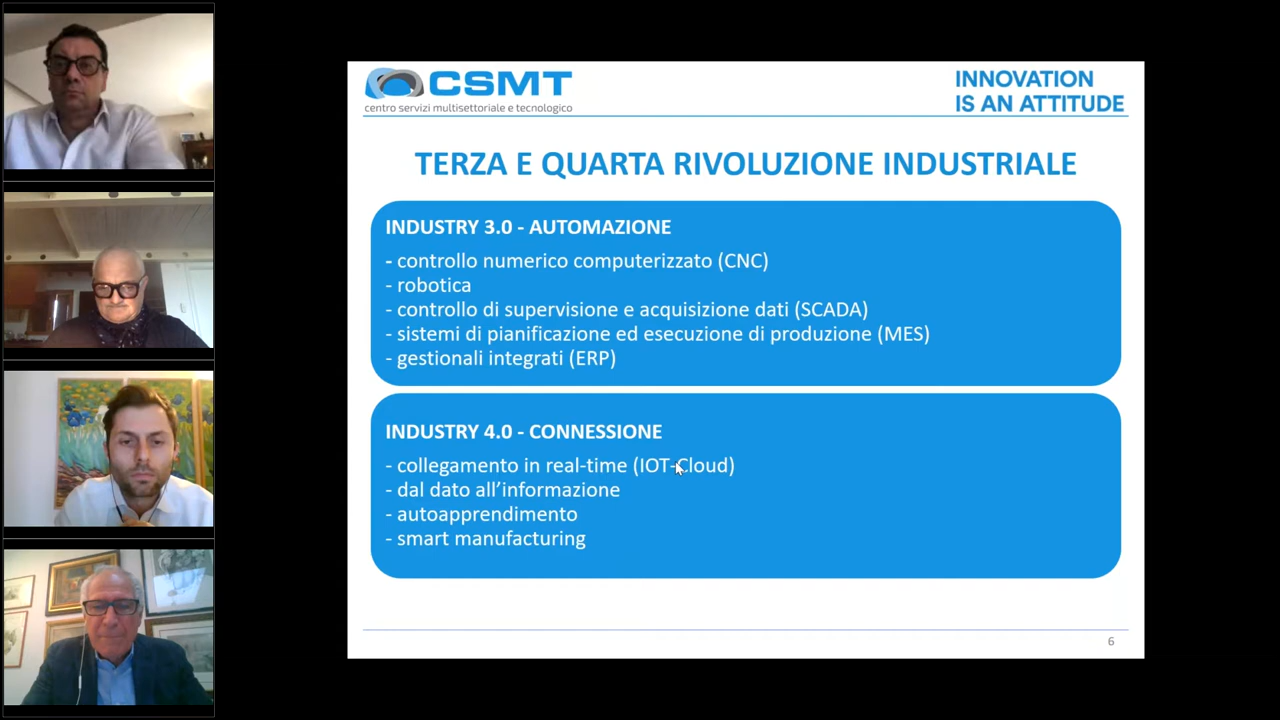 CSMT
centro servizi multisettoriale e tecnologico
INNOVATION
IS AN ATTITUDE
TERZA E QUARTA RIVOLUZIONE INDUSTRIALE
INDUSTRY 3.0 - AUTOMAZIONE
- controllo numerico computerizzato (CNC)
- robotica
- controllo di supervisione e acquisizione dati (SCADA)
- sistemi di pianificazione ed esecuzione di produzione (MES)
- gestionali integrati (ERP)
INDUSTRY 4.0 - CONNESSIONE
- collegamento in real-time (IOT-Cloud)
- dal dato all’informazione
- autoapprendimento
- smart manufacturing
6